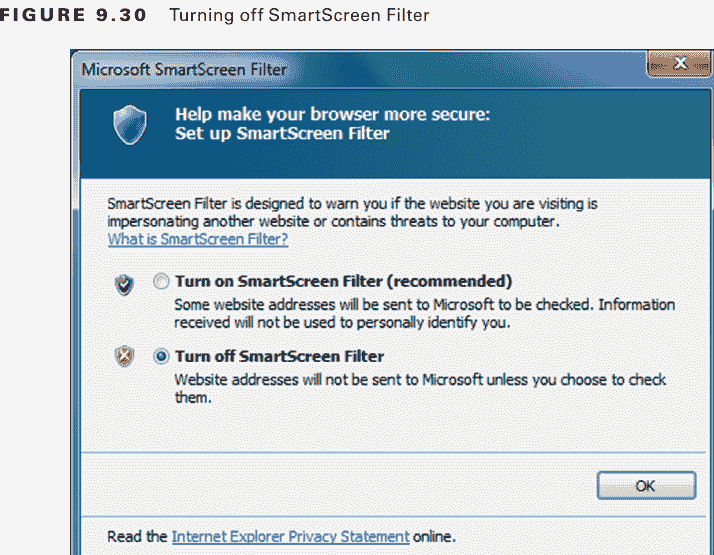 FIGURE 9.30 Turning off SmartScreen Filter
Microsoft SmartScreen Filter
Help make your browser more secure:
Set up SmartScreen Filter
SmartScreen Filter is designed to warn you if the website you are visiting is
impersonating another website or contains threats to your computer.
What is SmartScreen Filter?
Turn on SmartScreen Filter (recommended)
Some website addresses will be sent to Microsoft to be checked. Information
received will not be used to personally identify you.
Turn off SmartScreen Filter
Website addresses will not be sent to Microsoft unless you choose to check
them.
OK
Read the Internet Explorer Privacy Statement online.